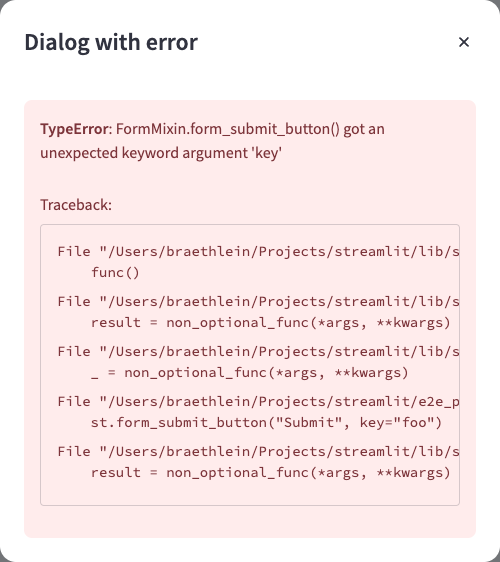 Dialog with error
TypeError: FormMixin.form_submit_button() got an
unexpected keyword argument 'key'
Traceback:
File "/Users/braethlein/Projects/streamlit/lib/s
func()
File "/Users/braethlein/Projects/streamlit/lib/s
result = non_optional_func(*args, **kwargs)
File "/Users/braethlein/Projects/streamlit/lib/s
_ = non_optional_func(*args, **kwargs)
File "/Users/braethlein/Projects/streamlit/e2e_p
st.form_submit_button("Submit", key="foo")
File "/Users/braethlein/Projects/streamlit/lib/s
result = non_optional_func(*args, **kwargs)